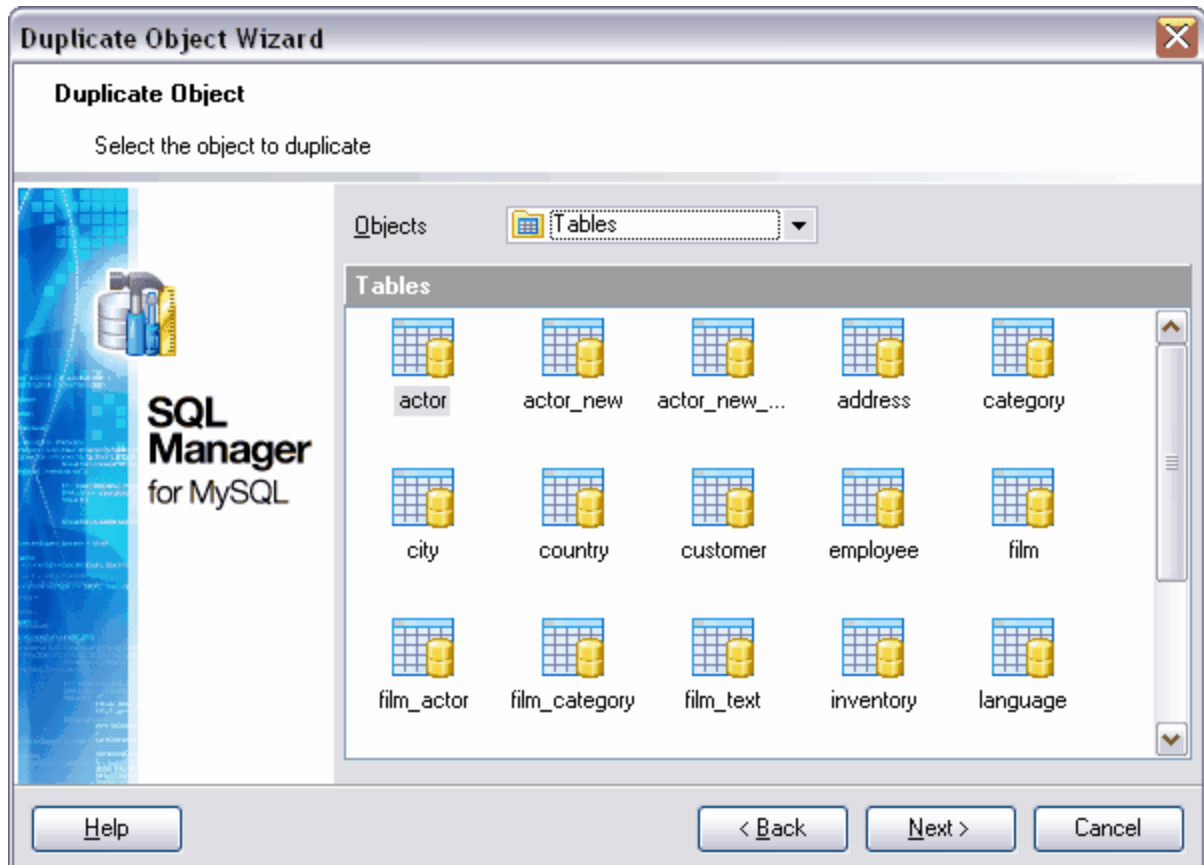 Duplicate Object Wizard
Duplicate Object
Select the object to duplicate
Objects
Tables
SQL
Manager
for MySQL
Tables
actor
actor_new
actor_new_...
address
category
city
country
customer
employee
film
film_actor
film_category
film_text
inventory
language
Help
< Back
Next >
Cancel